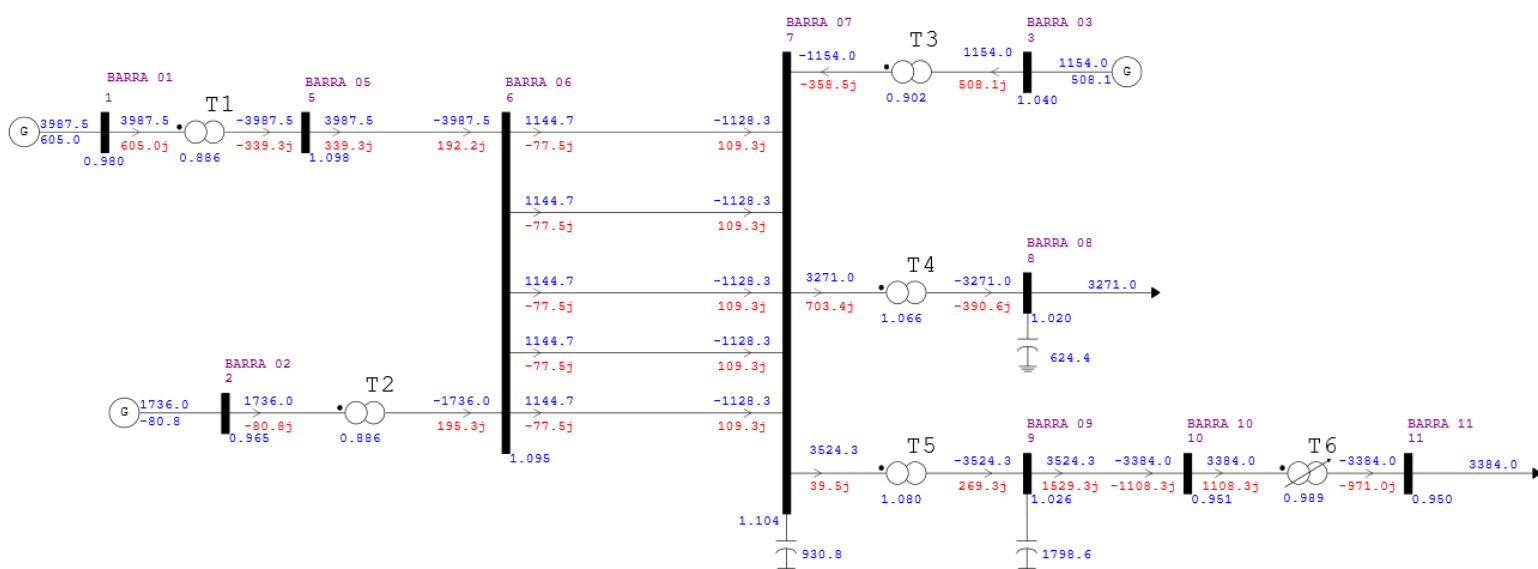 BARRA 07
7
T3
BARRA 03
3
-1154.0
-358.5j
0.902
1154.0
508.1j
1.040
1154.0
508.1
G
BARRA 01
1
T1
BARRA 05
5
BARRA 06
6
G
3987.5
605.0
0.980
3987.5
605.0j
0.886
-3987.5
-339.3j
1.098
3987.5
339.3j
-3987.5
192.2j
1144.7
-77.5j
-1128.3
109.3j
1144.7
-77.5j
-1128.3
109.3j
1144.7
-77.5j
-1128.3
109.3j
3271.0
703.4j
T4
1.066
-3271.0
-390.6j
BARRA 08
8
1.020
3271.0
624.4
1144.7
-77.5j
-1128.3
109.3j
BARRA 02
2
T2
G
1736.0
-80.8
0.965
1736.0
-80.8j
0.886
-1736.0
195.3j
1.095
1144.7
-77.5j
-1128.3
109.3j
3524.3
39.5j
T5
1.080
-3524.3
269.3j
BARRA 09
9
1.026
3524.3
1529.3j
-3384.0
-1108.3j
BARRA 10
10
0.951
3384.0
1108.3j
T6
0.989
-3384.0
-971.0j
BARRA 11
11
0.950
3384.0
1.104
930.8
1798.6